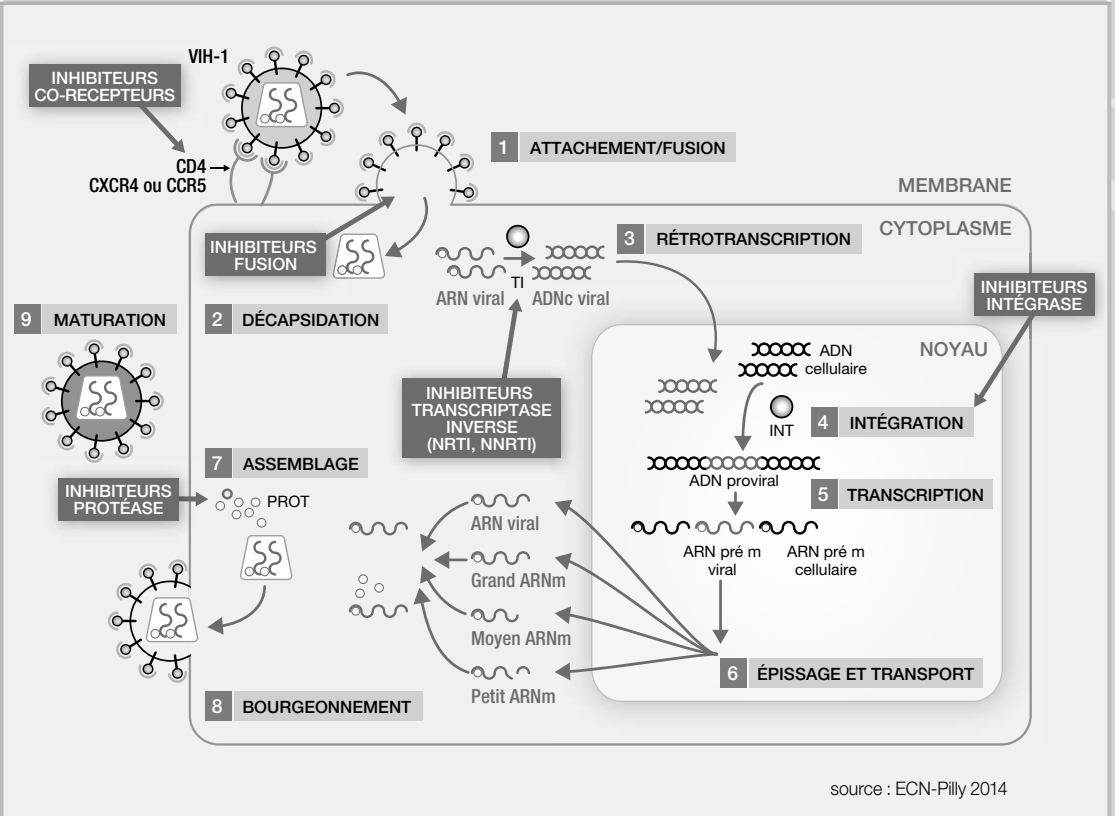 VIH-1
INHIBITEURS
CO-RECEPTEURS
CD4
CXCR4 ou CCR5
1 ATTACHEMENT/FUSION
MEMBRANE
CYTOPLASME
INHIBITEURS
FUSION
ARN viral
TI
ADNc viral
3 RÉTROTRANSCRIPTION
INHIBITEURS
INTÉGRASE
9 MATURATION
2 DÉCAPSIDATION
NOYAU
ADN
cellulaire
INHIBITEURS
TRANSCRIPTASE
INVERSE
(NRTI, NNRTI)
INT
4 INTÉGRATION
7 ASSEMBLAGE
ADN proviral
5 TRANSCRIPTION
INHIBITEURS
PROTÉASE
PROT
ARN viral
ARN pré m
viral
ARN pré m
cellulaire
Grand ARNm
Moyen ARNm
Petit ARNm
6 ÉPISSAGE ET TRANSPORT
8 BOURGEONNEMENT
source : ECN-Pilly 2014